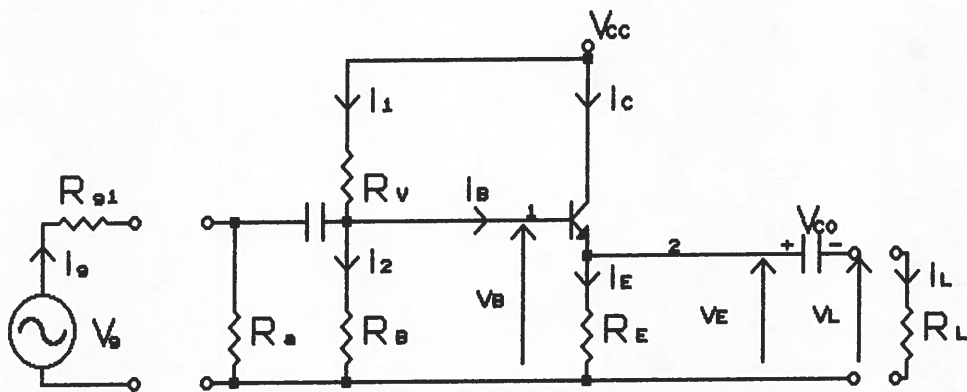 VCC
I1
IC
Rg1
RV
IB
1
VCO
2
+
-
Ig
I2
IE
IL
Vg
Ra
RB
VB
RE
VE
VL
RL